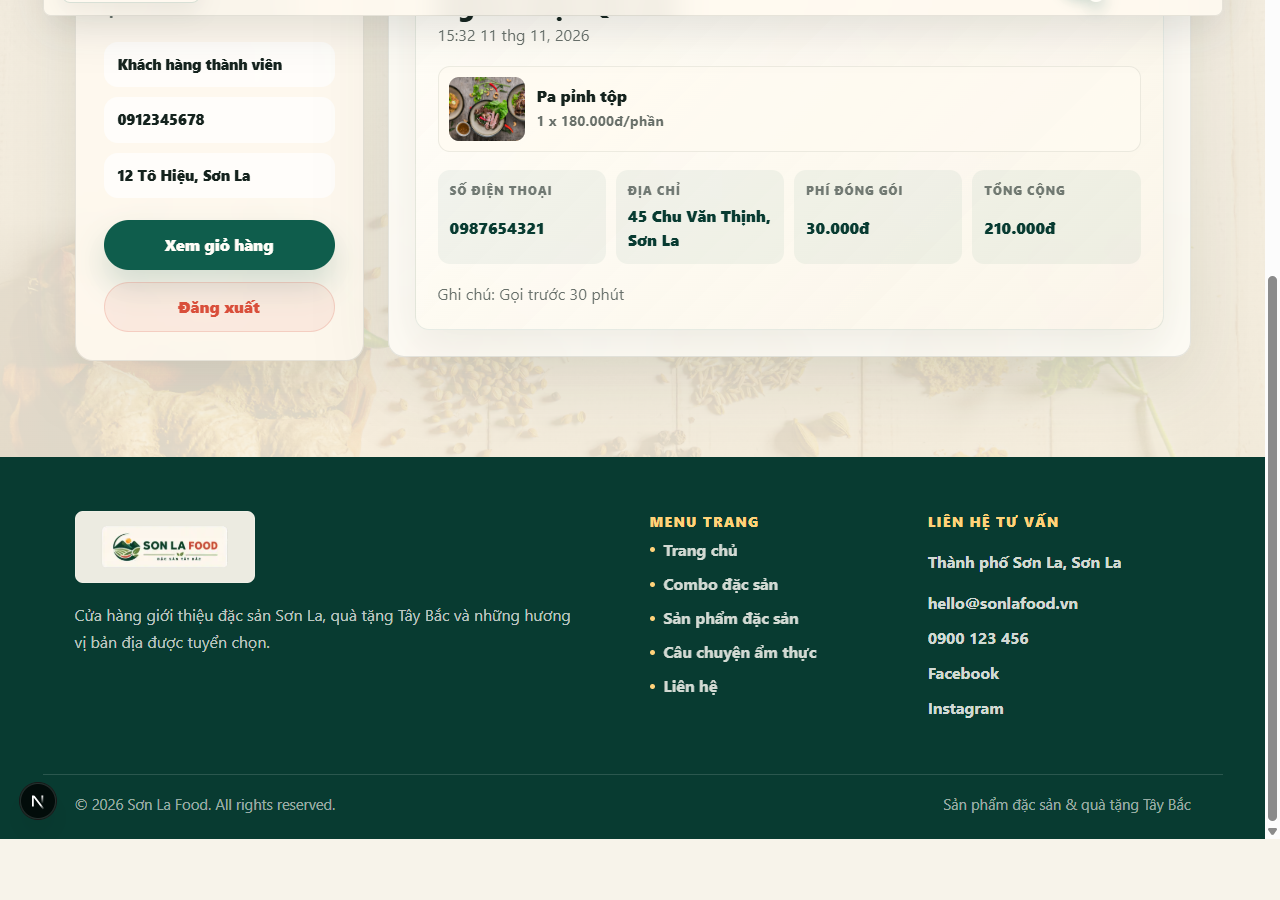 15:32 11 thg 11, 2026
Khách hàng thành viên
0912345678
12 Tô Hiệu, Sơn La
Xem giỏ hàng
Đăng xuất
Pa pỉnh tộp
1 x 180.000đ/phần
SỐ ĐIỆN THOẠI
0987654321
ĐỊA CHỈ
45 Chu Văn Thịnh,
Sơn La
PHÍ ĐÓNG GÓI
30.000đ
TỔNG CỘNG
210.000đ
Ghi chú: Gọi trước 30 phút
SON LA FOOD
Cửa hàng giới thiệu đặc sản Sơn La, quà tặng Tây Bắc và những hương
vị bản địa được tuyển chọn.
MENU TRANG
• Trang chủ
• Combo đặc sản
• Sản phẩm đặc sản
• Câu chuyện ẩm thực
• Liên hệ
LIÊN HỆ TƯ VẤN
Thành phố Sơn La, Sơn La
hello@sonlafood.vn
0900 123 456
Facebook
Instagram
N
© 2026 Sơn La Food. All rights reserved.
Sản phẩm đặc sản & quà tặng Tây Bắc